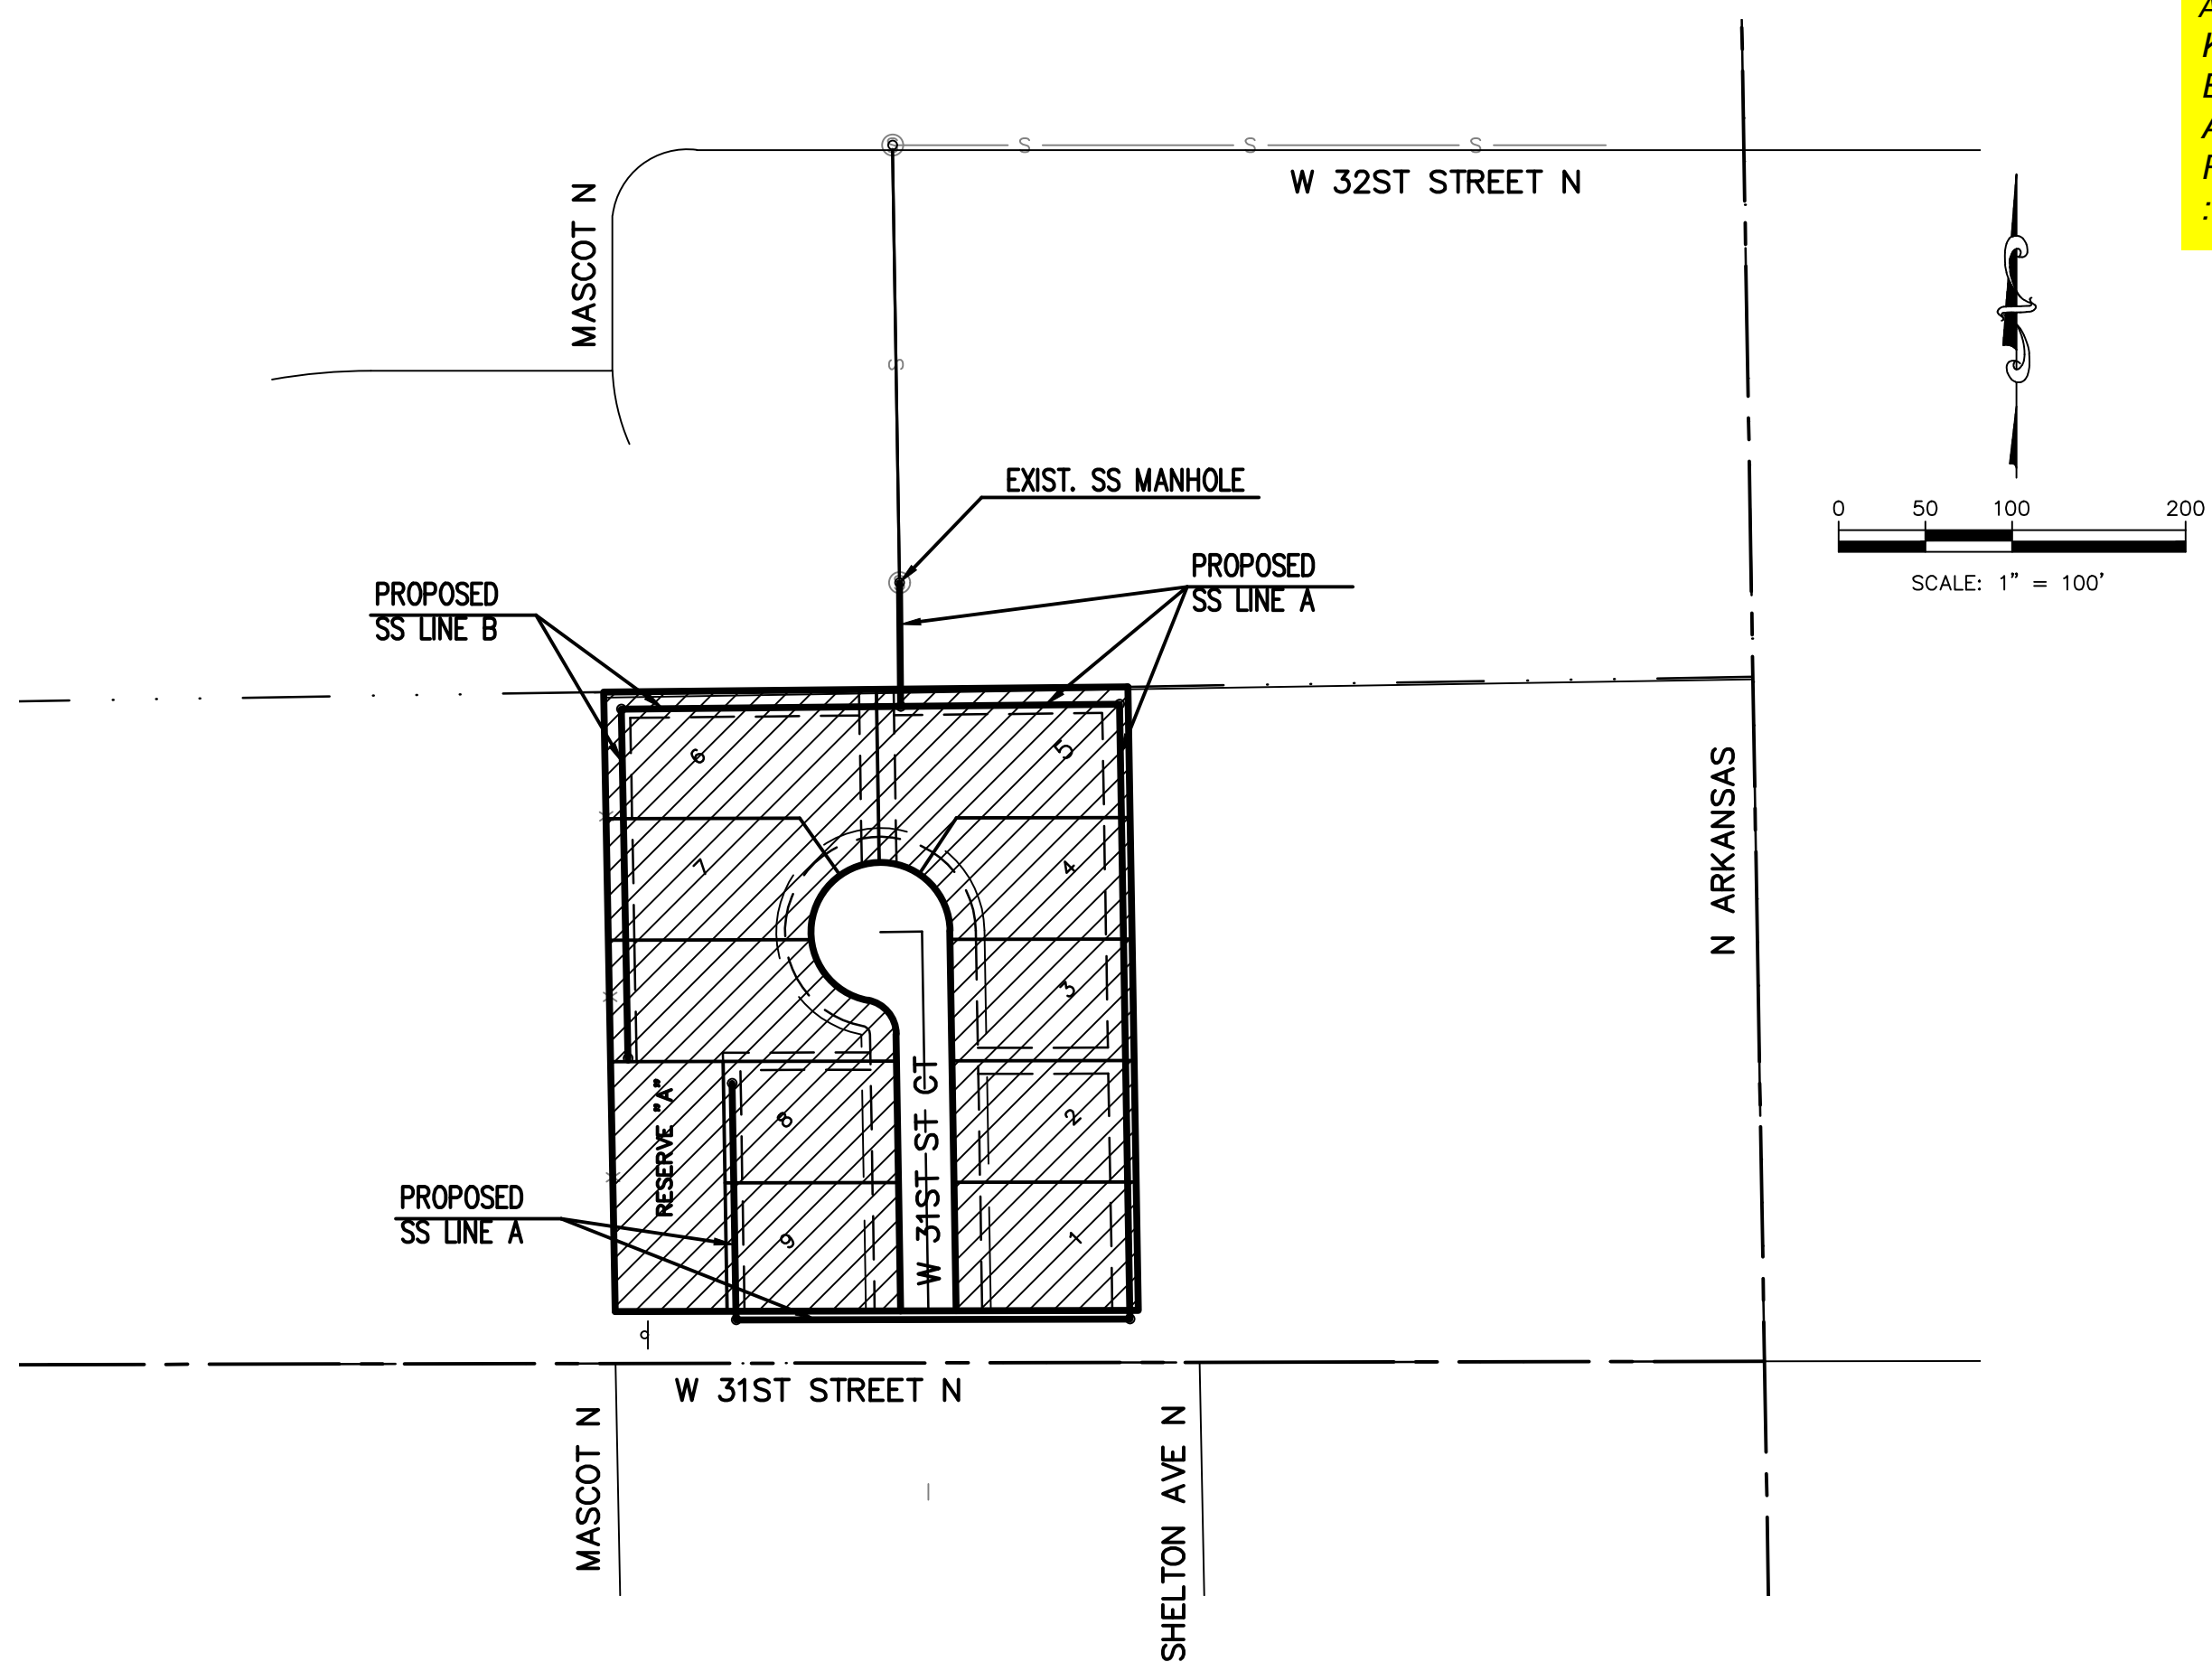 A
K
E
A
F
:
S S S
W 32ST STREET N
MASCOT N
S
EXIST. SS MANHOLE
0 50 100 200
SCALE: 1" = 100'
PROPOSED
SS LINE A
PROPOSED
SS LINE B
6
5
7
4
3
N ARKANSAS
RESERVE "A"
8
2
W 31ST ST CT
PROPOSED
SS LINE A
9
1
W 31ST STREET N
MASCOT N
SHELTON AVE N